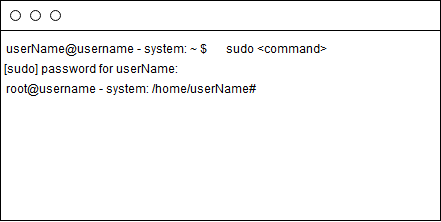 userName@username - system: ~ $ sudo <command>
[sudo] password for userName:
root@username - system: /home/userName#